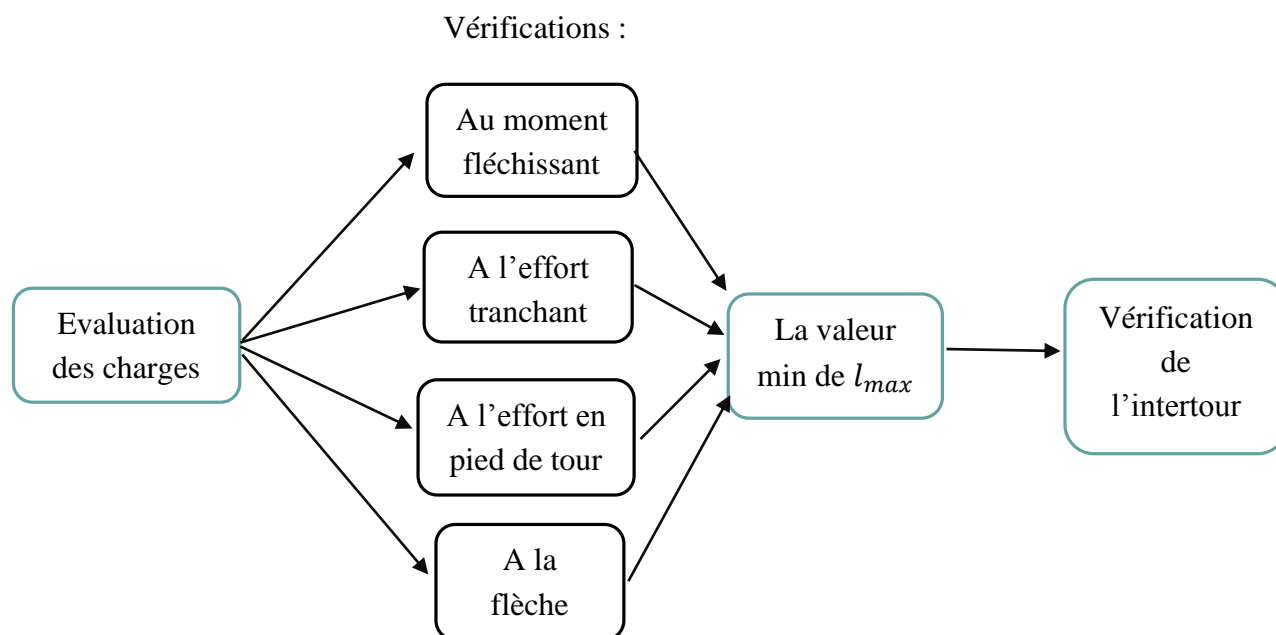 Vérifications :
Au moment
fléchissant
A l’effort
tranchant
Evaluation
des charges
A l’effort en
pied de tour
A la
flèche
La valeur
min de lmax
Vérification
de
l’intertour